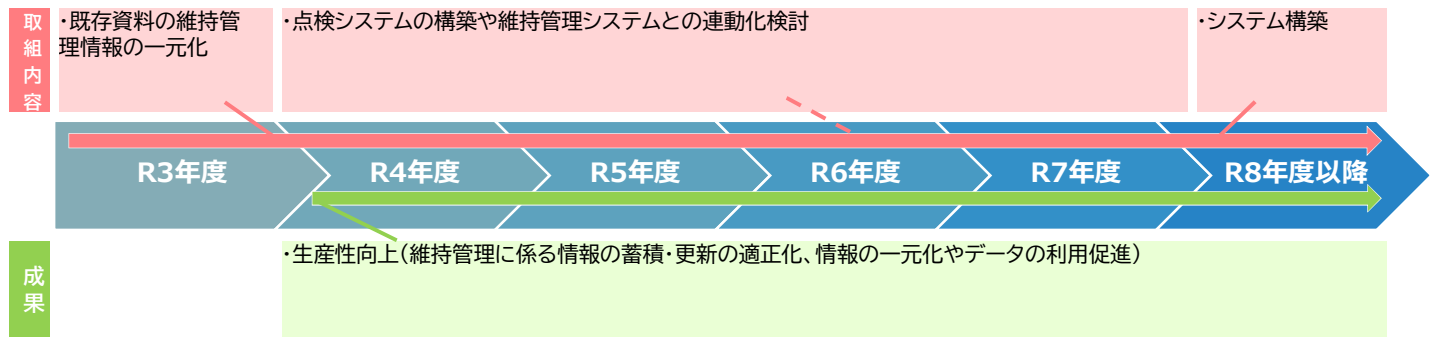 取組内容
・既存資料の維持管
理情報の一元化
・点検システムの構築や維持管理システムとの連動化検討
・システム構築
R3年度
R4年度
R5年度
R6年度
R7年度
R8年度以降
成果
・生産性向上（維持管理に係る情報の蓄積・更新の適正化、情報の一元化やデータの利用促進）